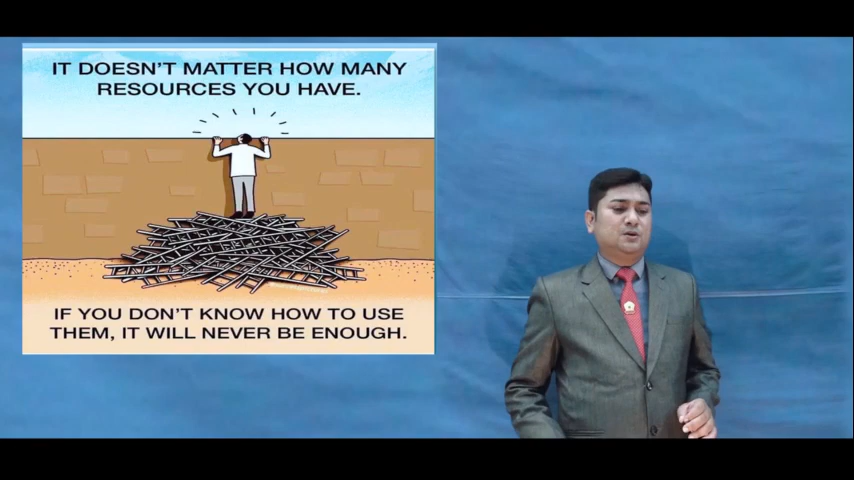 IT DOESN'T MATTER HOW MANY
RESOURCES YOU HAVE.
IF YOU DON'T KNOW HOW TO USE
THEM, IT WILL NEVER BE ENOUGH.